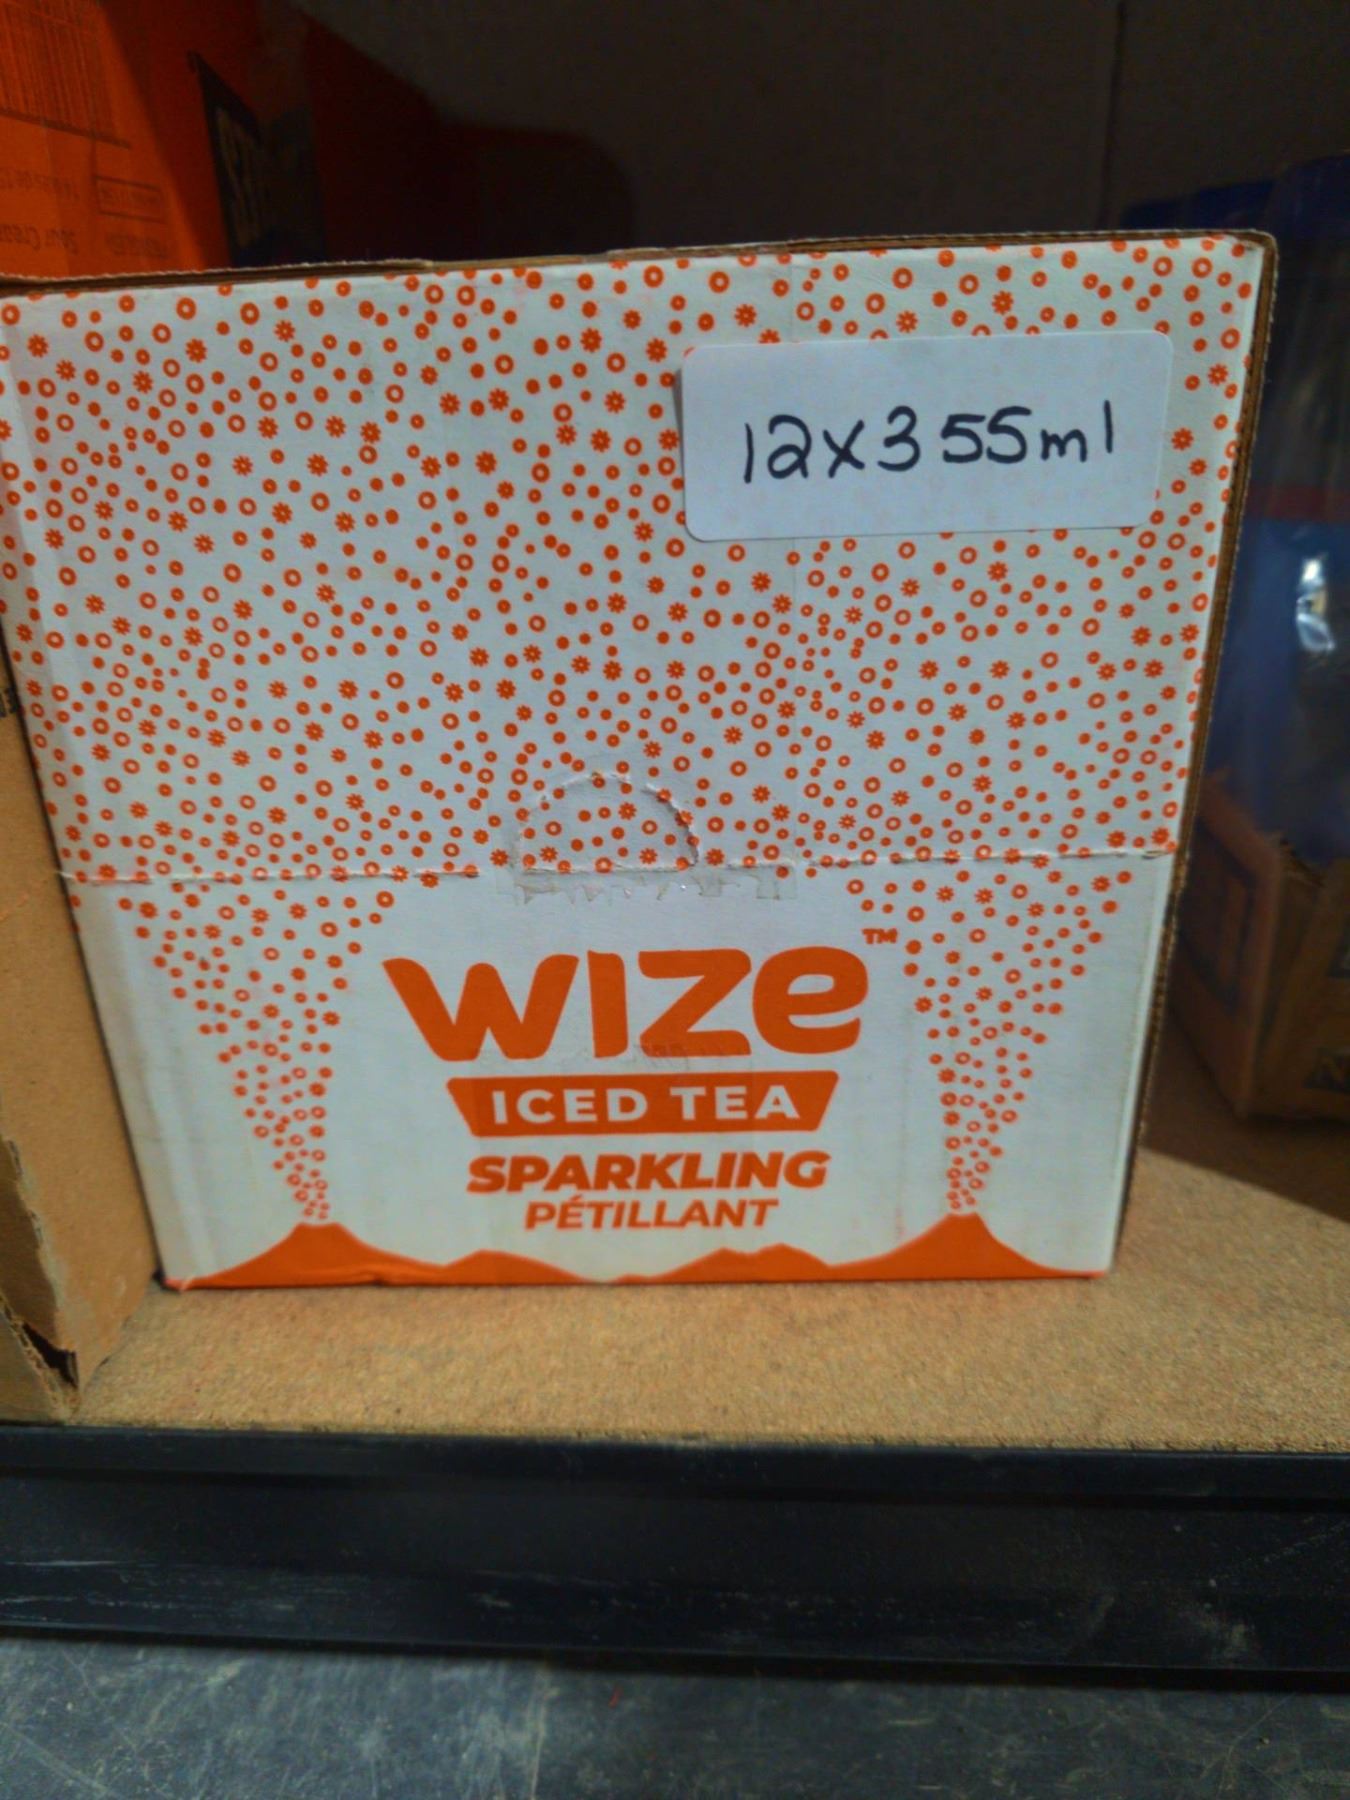 12x355ml
WIZE™
ICED TEA
SPARKLING
PÉTILLANT